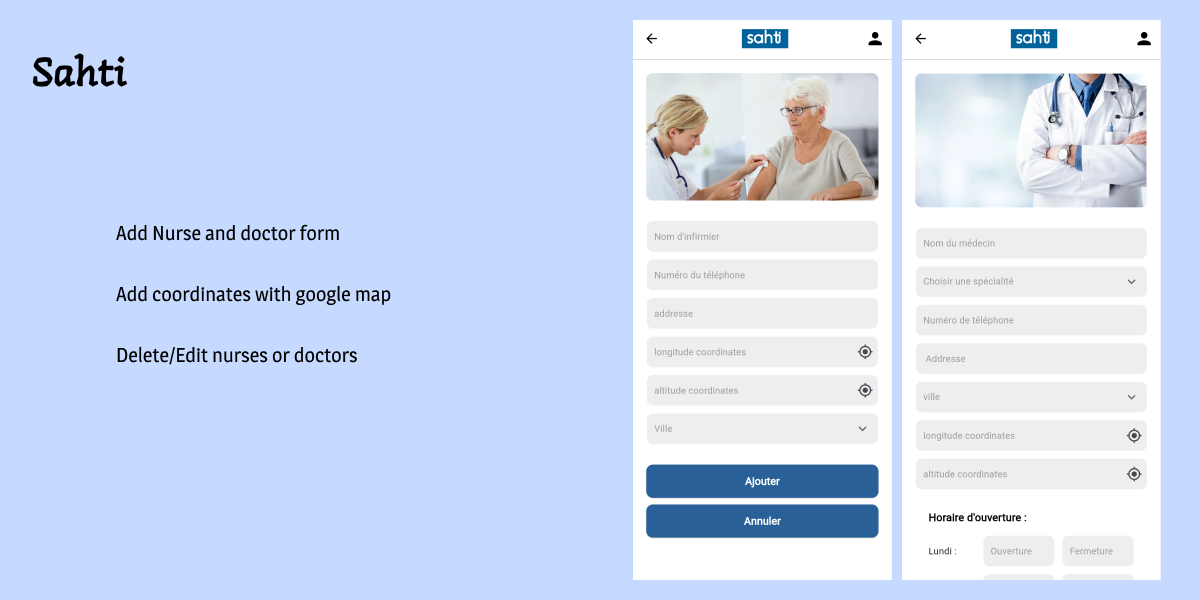 Sahti
Add Nurse and doctor form
Add coordinates with google map
Delete/Edit nurses or doctors
sahti
Nom d'infirmier
Numéro du téléphone
addresse
longitude coordinates
altitude coordinates
Ville
Ajouter
Annuler
sahti
Nom du médecin
Choisir une spécialité
Numéro de téléphone
Addresse
ville
longitude coordinates
altitude coordinates
Horaire d'ouverture :
Lundi : Ouverture Fermeture